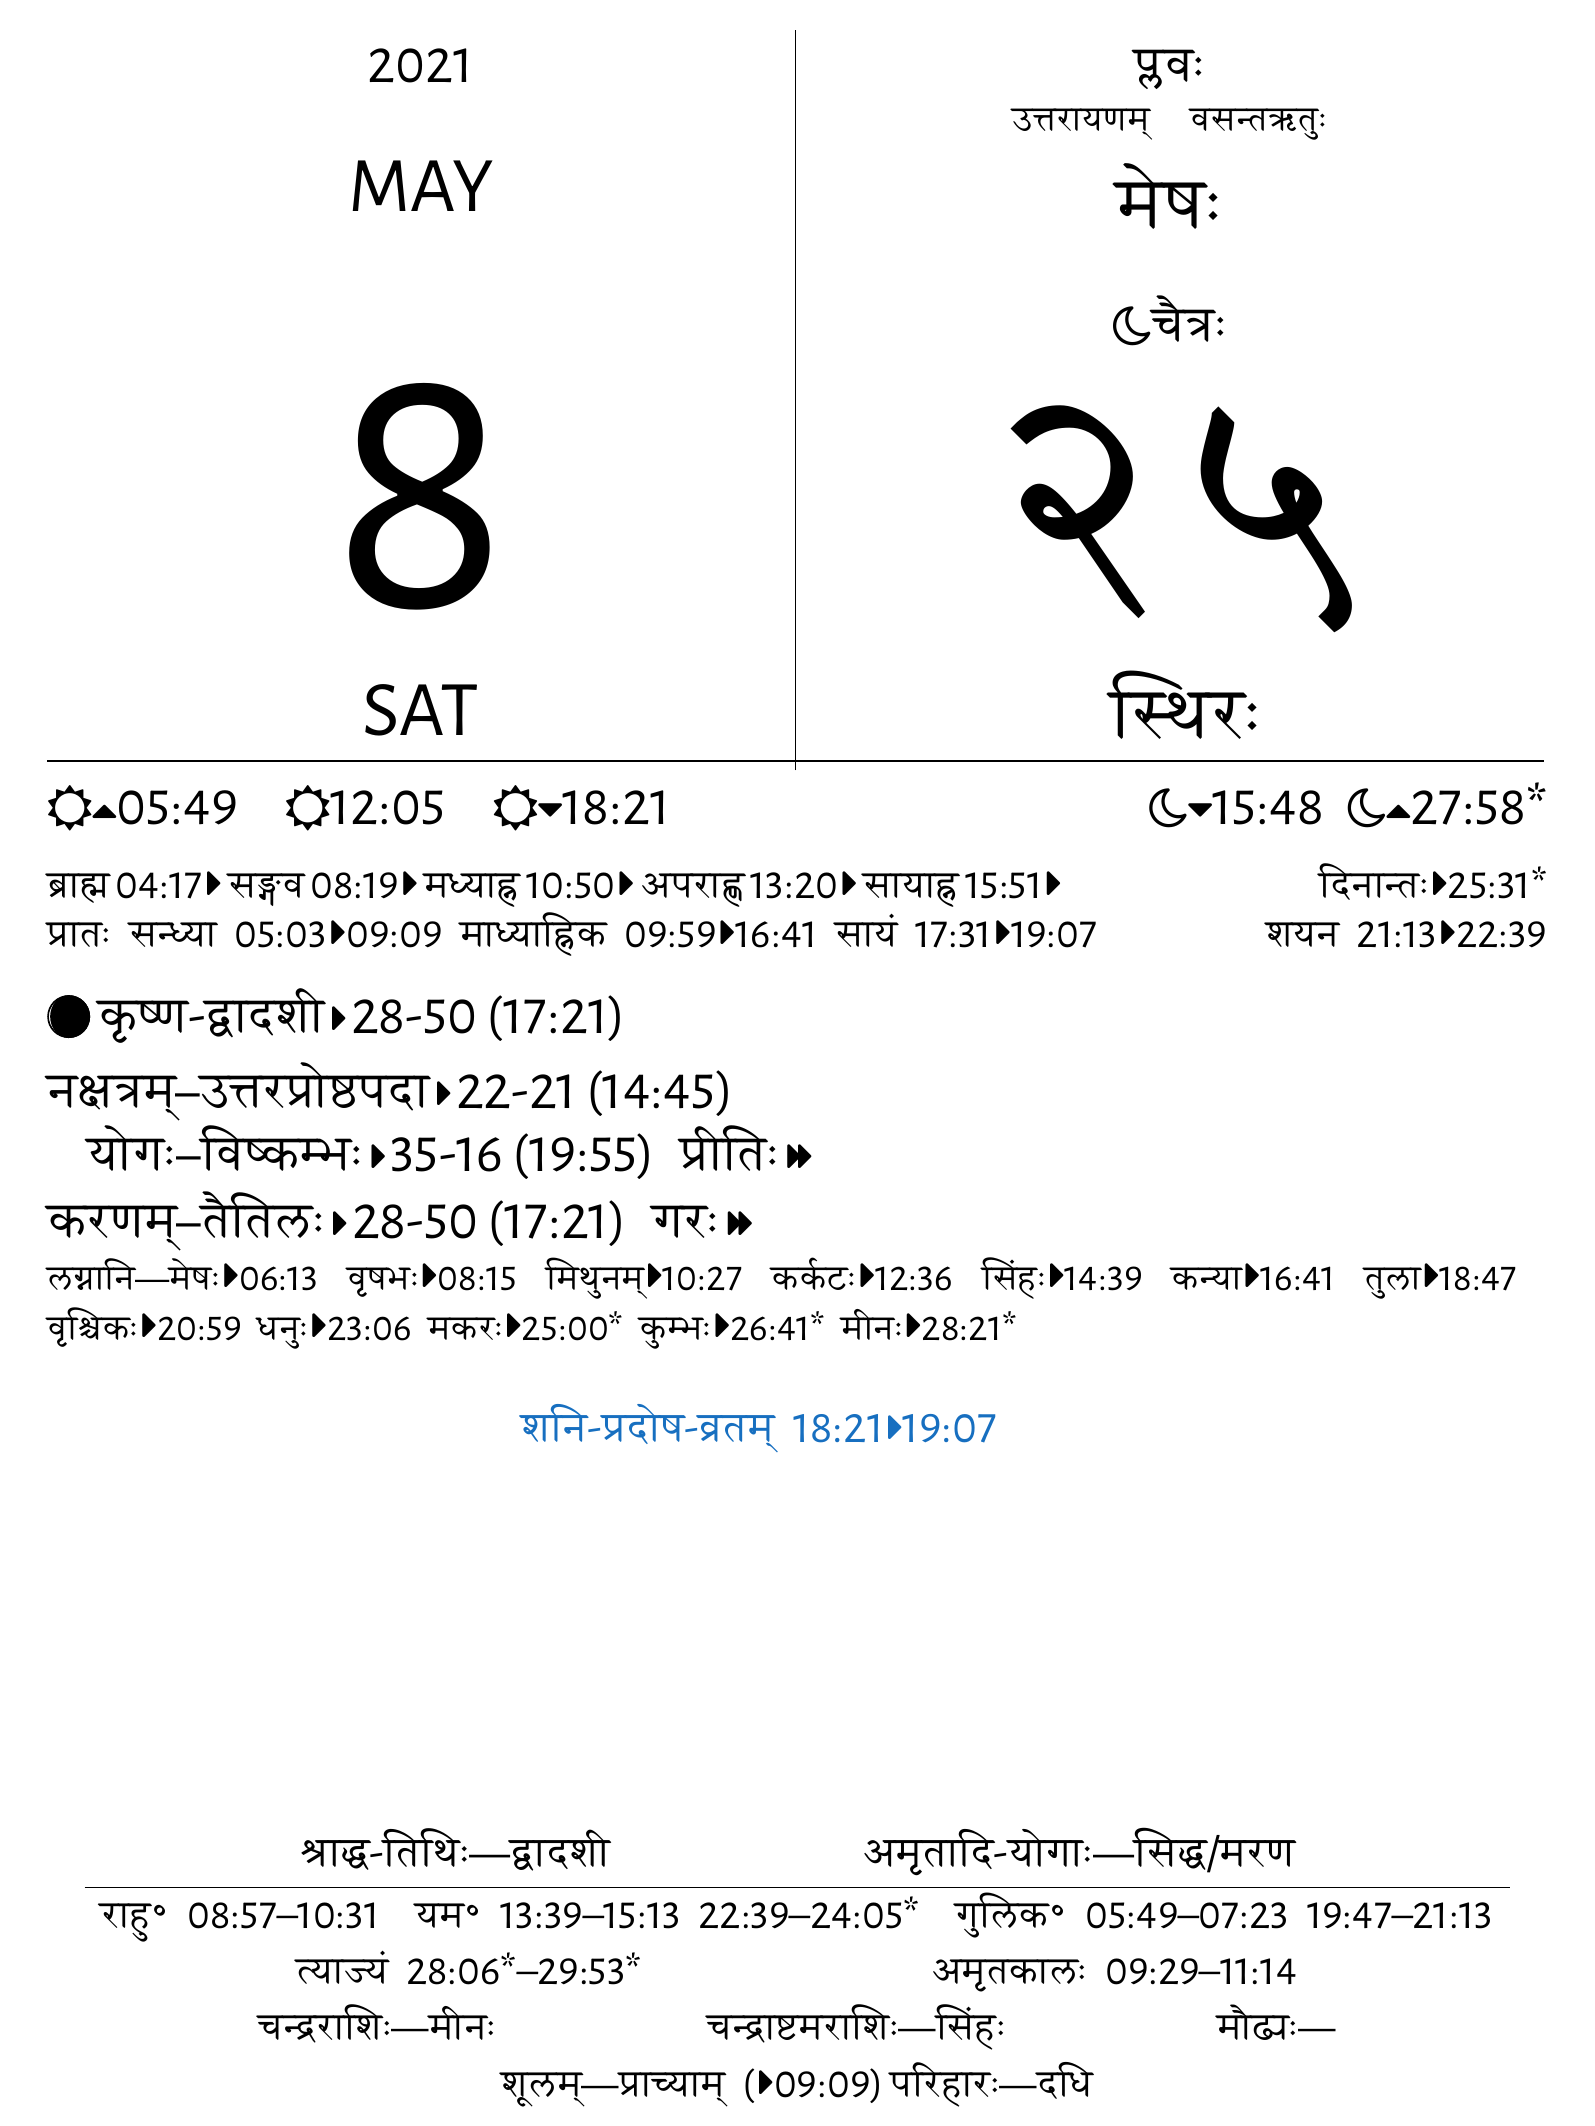 2021
MAY
8
SAT
प्लवः
उत्तरायणम् वसन्तऋतुः
मेषः
चैत्रः
२५
स्थिरः
05:49 12:05 18:21 15:48 27:58*
ब्राह्म 04:17 सङ्गव 08:19 मध्याह्न 10:50 अपराह्ण 13:20 सायाह्न 15:51 दिनान्तः 25:31*
प्रातः सन्ध्या 05:03 09:09 माध्याह्निक 09:59 16:41 सायं 17:31 19:07 शयन 21:13 22:39
कृष्ण-द्वादशी 28-50 (17:21)
नक्षत्रम्–उत्तरप्रोष्ठपदा 22-21 (14:45)
योगः–विष्कम्भः 35-16 (19:55) प्रीतिः
करणम्–तैतिलः 28-50 (17:21) गरः
लग्नानि—मेषः 06:13 वृषभः 08:15 मिथुनम् 10:27 कर्कटः 12:36 सिंहः 14:39 कन्या 16:41 तुला 18:47
वृश्चिकः 20:59 धनुः 23:06 मकरः 25:00* कुम्भः 26:41* मीनः 28:21*
शनि-प्रदोष-व्रतम् 18:21 19:07
श्राद्ध-तिथिः—द्वादशी अमृतादि-योगाः—सिद्ध/मरण
राहु० 08:57–10:31 यम० 13:39–15:13 22:39–24:05* गुलिक० 05:49–07:23 19:47–21:13
त्याज्यं 28:06*–29:53* अमृतकालः 09:29–11:14
चन्द्रराशिः—मीनः चन्द्राष्टमराशिः—सिंहः मौढ्यः—
शूलम्—प्राच्याम् (09:09) परिहारः—दधि